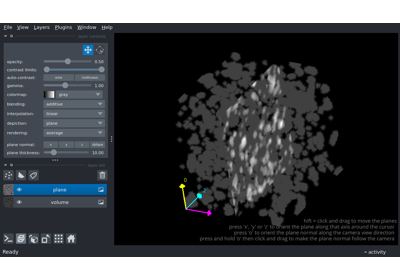 File View Layers Plugins Window Help
layer controls
opacity: 0.50
contrast limits:
auto-contrast: once continuous
gamma: 1.00
colormap: gray
blending: additive
interpolation: linear
depiction: plane
rendering: average
plane normal: x y z oblique
plane thickness: 10.00
layer list
plane
volume
0
hift + click and drag to move the planes
press 'x', 'y' or 'z' to orient the plane along that axis around the cursor
press 'o' to orient the plane normal along the camera view direction
press and hold 'o' then click and drag to make the plane normal follow the camera
Ready
activity